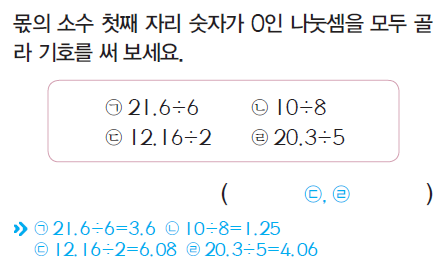 몫의 소수 첫째 자리 숫자가 0인 나눗셈을 모두 골
라 기호를 써 보세요.
㉠ 21.6÷6 ㉡ 10÷8
㉢ 12.16÷2 ㉣ 20.3÷5
( ㉢, ㉣ )
» ㉠ 21.6÷6=3.6 ㉡ 10÷8=1.25
㉢ 12.16÷2=6.08 ㉣ 20.3÷5=4.06